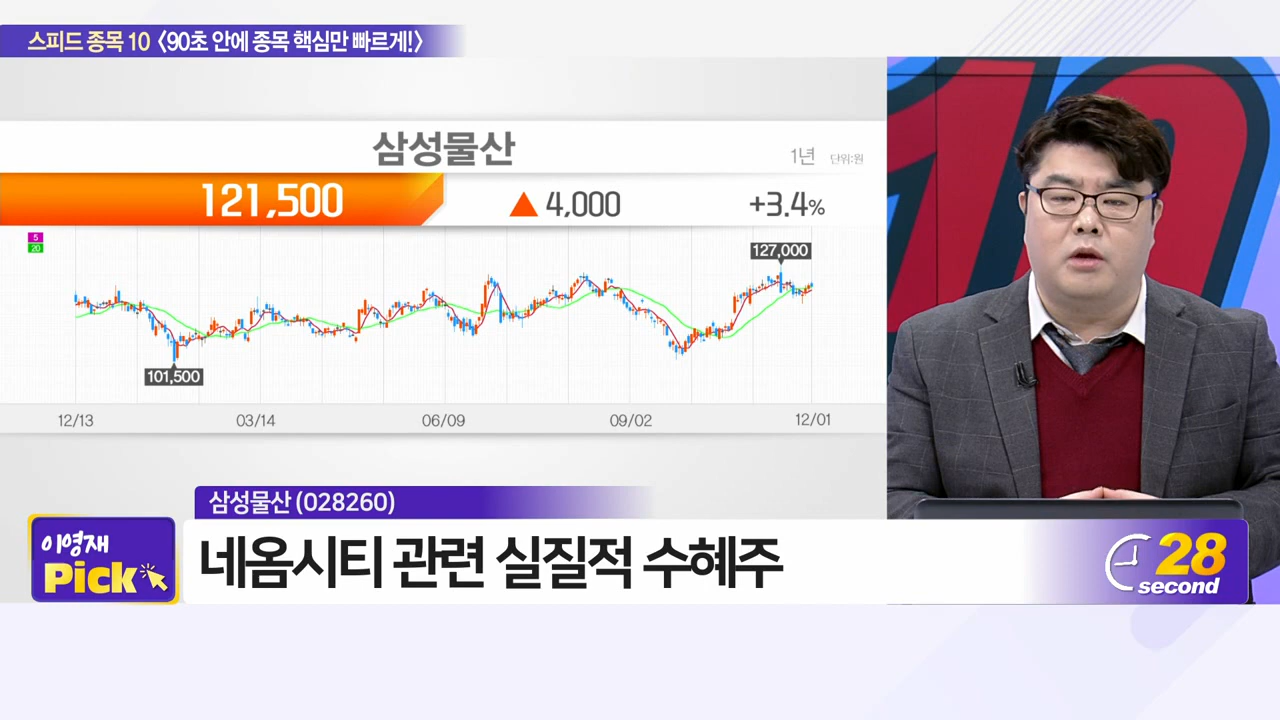 스피드 종목 10 〈90초 안에 종목 핵심만 빠르게!〉
삼성물산
1년 단위:원
121,500 ▲ 4,000 +3.4%
5
20
127,000
101,500
12/13 03/14 06/09 09/02 12/01
10
삼성물산 (028260)
이영재
Pick
네옴시티 관련 실질적 수혜주
28
second